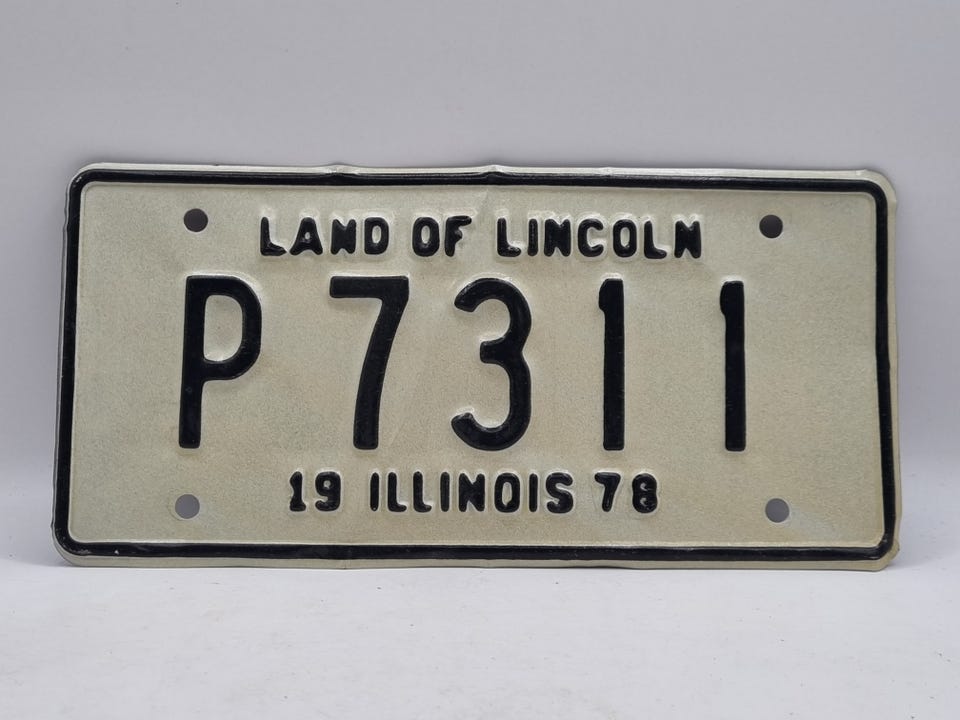 LAND OF LINCOLN
P 7311
19 ILLINOIS 78